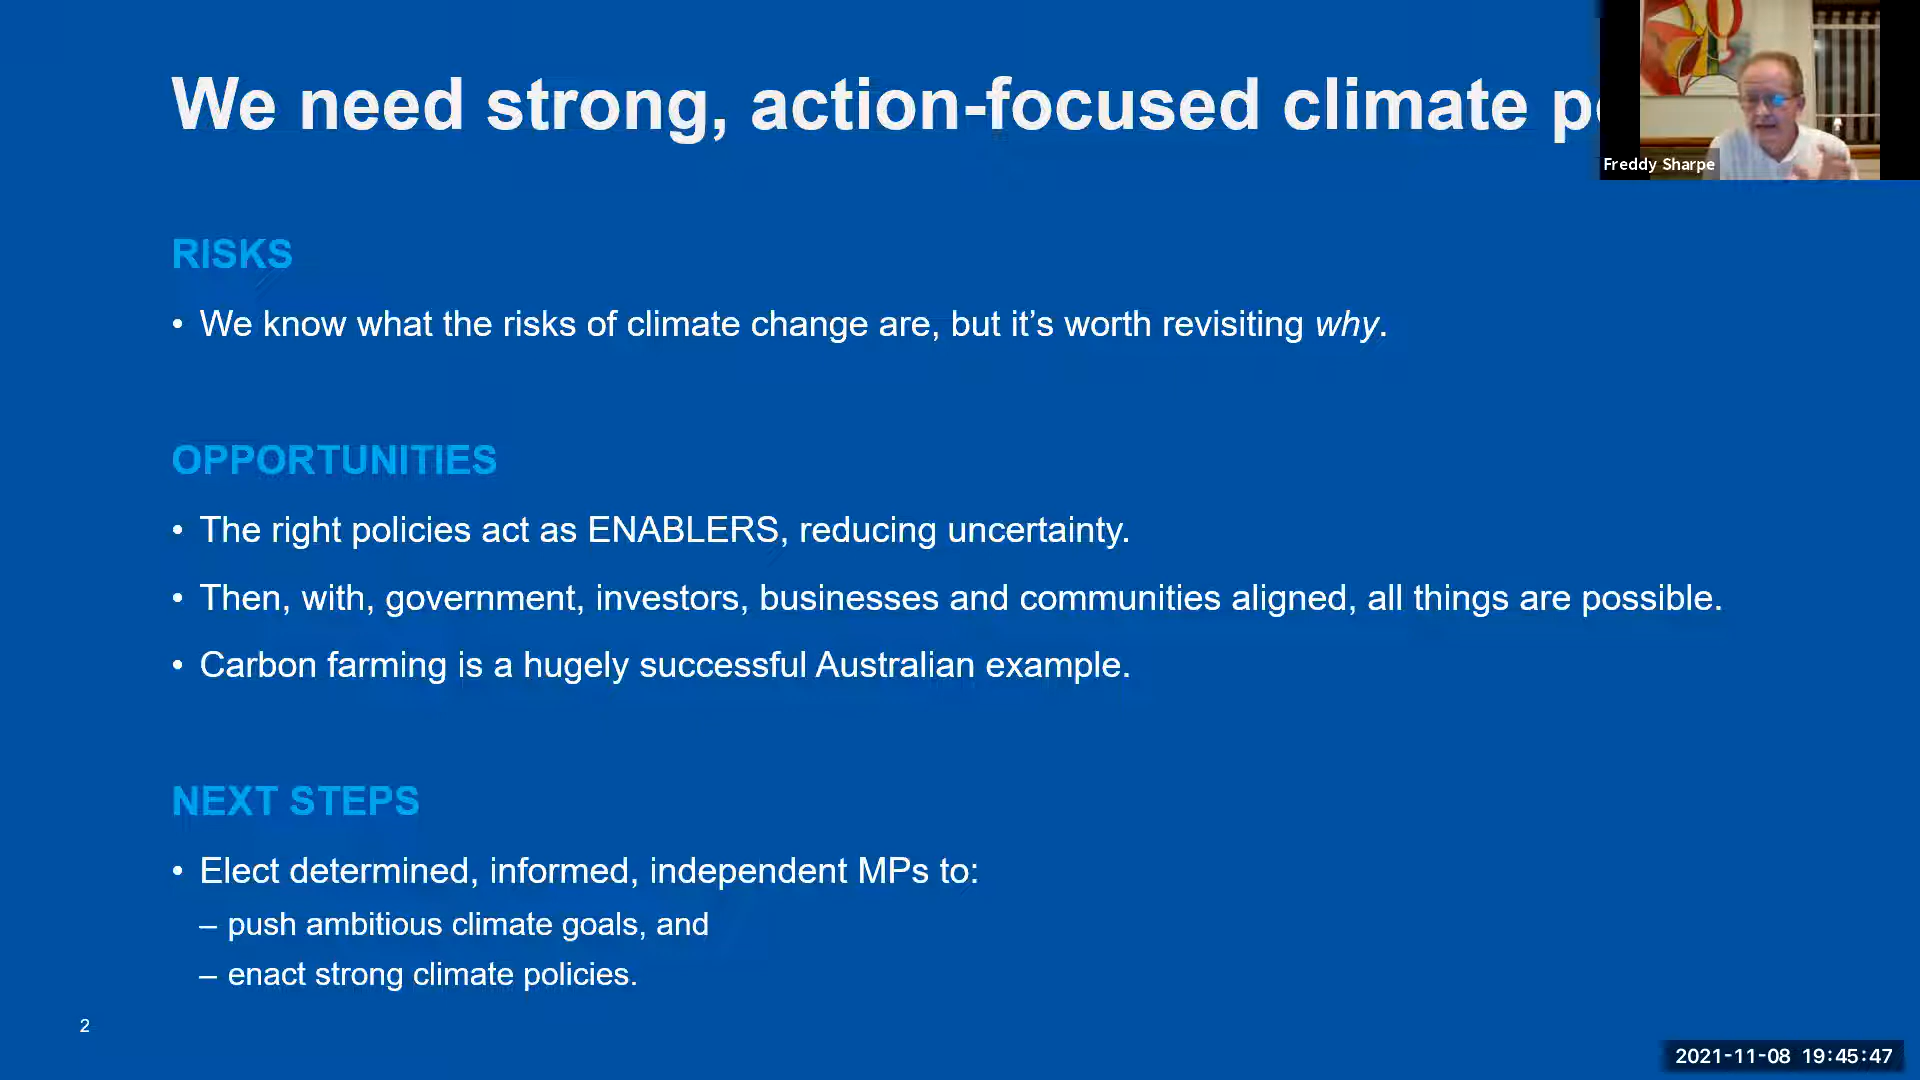 We need strong, action-focused climate
Freddy Sharpe
RISKS
• We know what the risks of climate change are, but it’s worth revisiting why.
OPPORTUNITIES
• The right policies act as ENABLERS, reducing uncertainty.
• Then, with, government, investors, businesses and communities aligned, all things are possible.
• Carbon farming is a hugely successful Australian example.
NEXT STEPS
• Elect determined, informed, independent MPs to:
– push ambitious climate goals, and
– enact strong climate policies.
2
2021-11-08 19:45:47